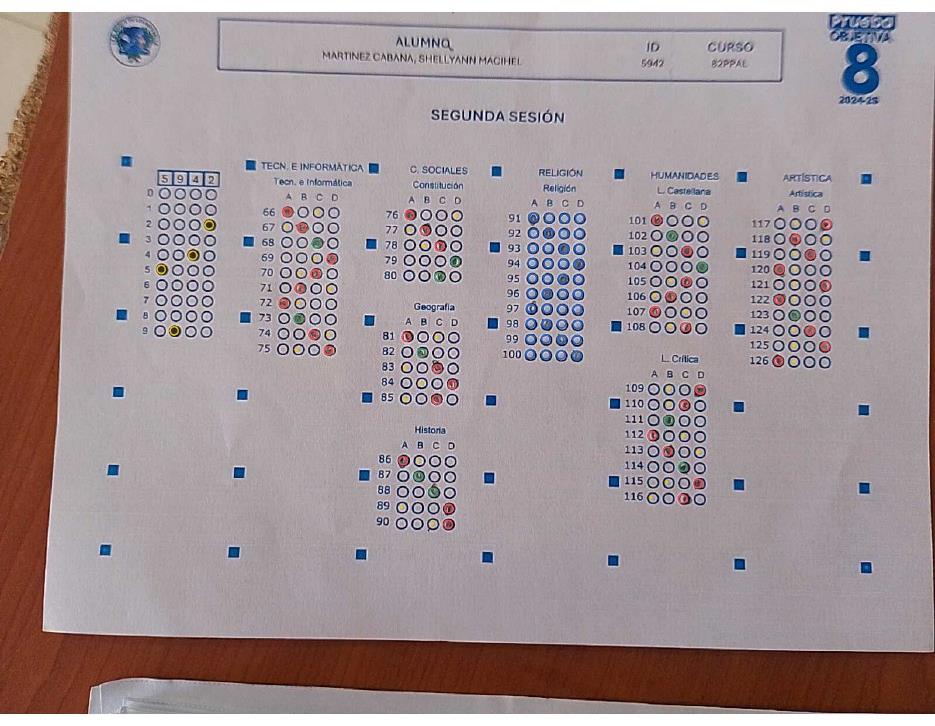 Prueba
OBJETIVA
8
2024-25
ALUMNO
MARTINEZ CABANA, SHELLYANN MACIHEL
ID
5942
CURSO
82PPAL
SEGUNDA SESIÓN
5 9 4 2
0
1
2
3
4
5
6
7
8
9
TECN. E INFORMÁTICA
Tecn. e Informática
A B C D
66
67
68
69
70
71
72
73
74
75
C. SOCIALES
Constitución
A B C D
76
77
78
79
80
Geografia
A B C D
81
82
83
84
85
Historia
A B C D
86
87
88
89
90
RELIGIÓN
Religión
A B C D
91
92
93
94
95
96
97
98
99
100
HUMANIDADES
L. Castellana
A B C D
101
102
103
104
105
106
107
108
L. Crítica
A B C D
109
110
111
112
113
114
115
116
ARTÍSTICA
Artística
A B C D
117
118
119
120
121
122
123
124
125
126